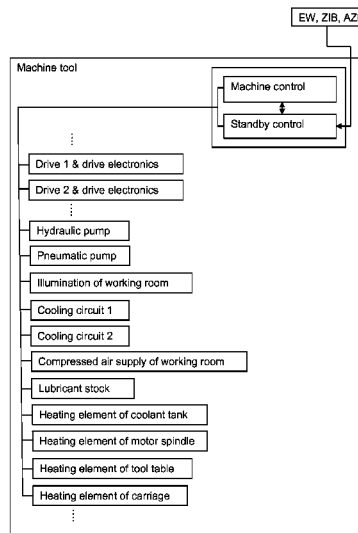 EW, ZIB, AZ
Machine tool
Machine control
Standby control
Drive 1 & drive electronics
Drive 2 & drive electronics
Hydraulic pump
Pneumatic pump
Illumination of working room
Cooling circuit 1
Cooling circuit 2
Compressed air supply of working room
Lubricant stock
Heating element of coolant tank
Heating element of motor spindle
Heating element of tool table
Heating element of carriage